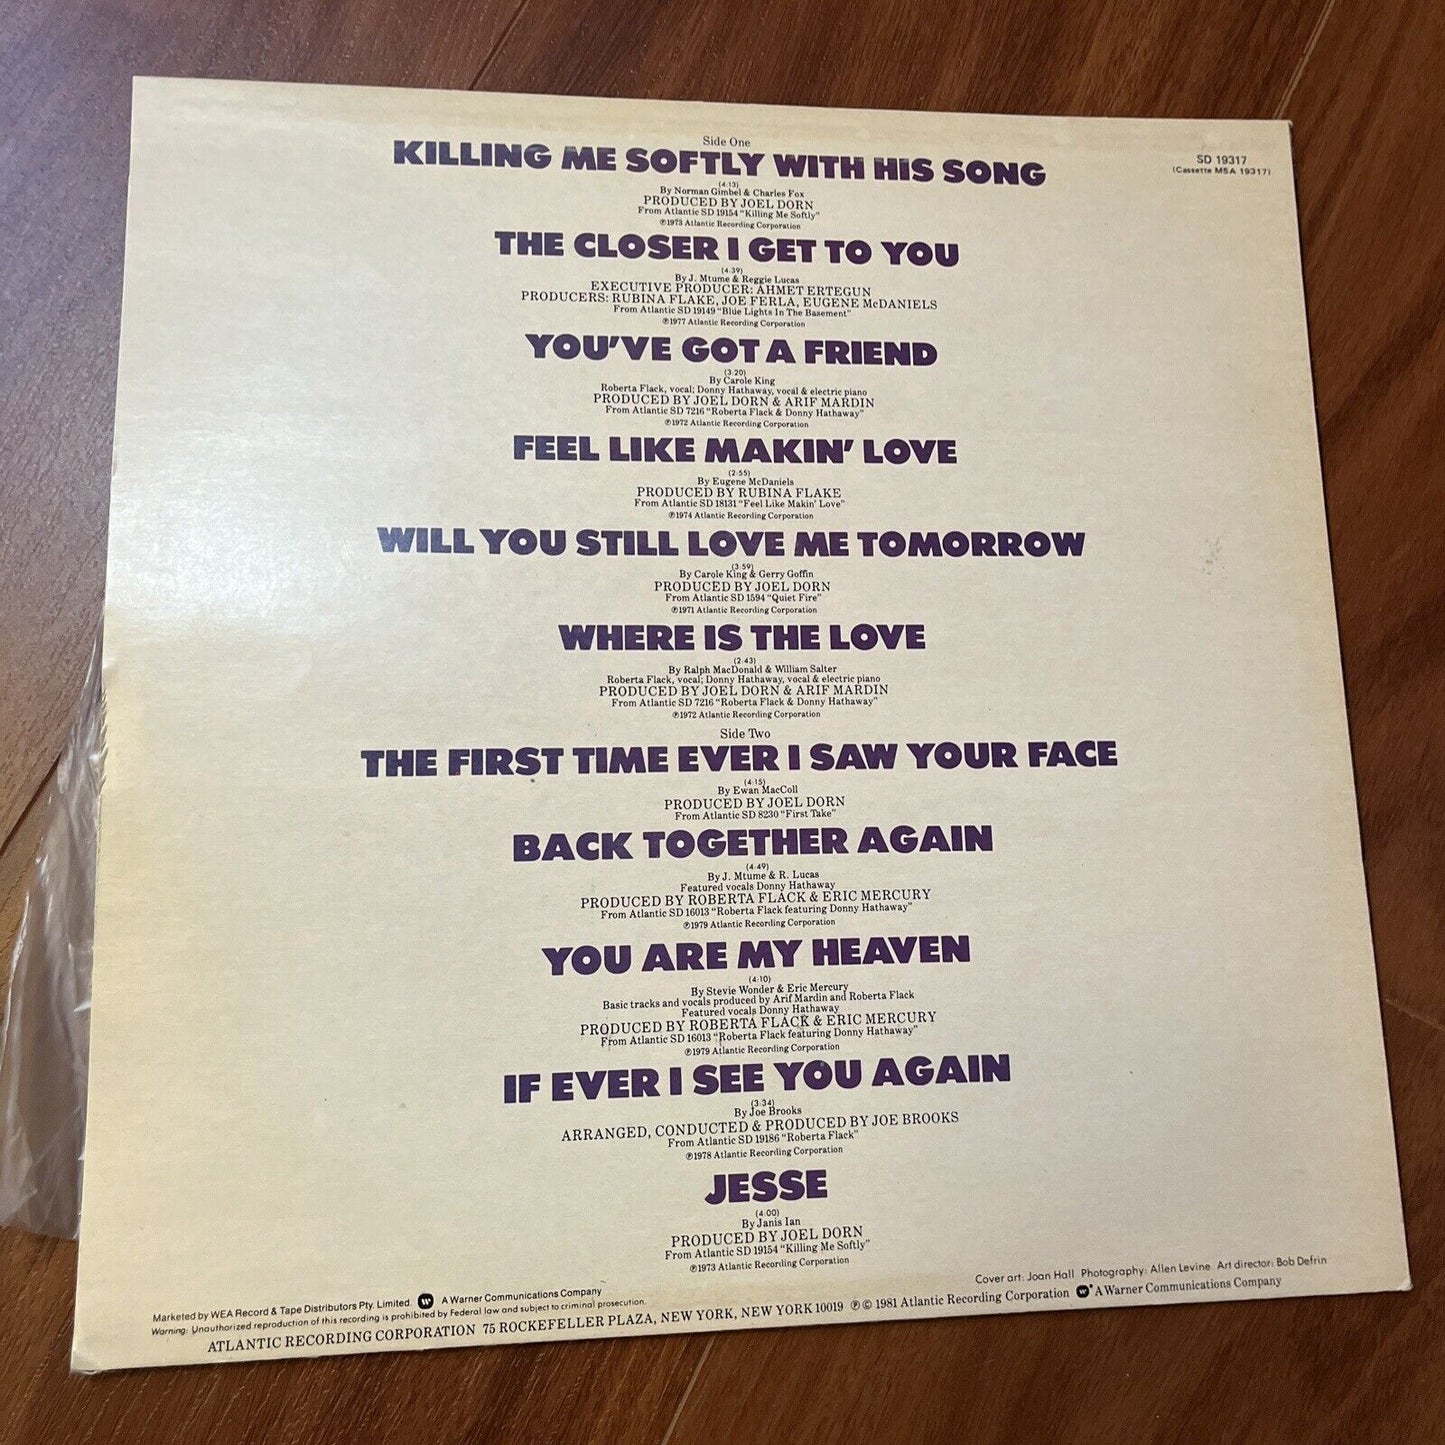 Side One
KILLING ME SOFTLY WITH HIS SONG
(4:13)
By Norman Gimbel & Charles Fox
PRODUCED BY JOEL DORN
From Atlantic SD 19154 "Killing Me Softly"
℗1973 Atlantic Recording Corporation
SD 19317
(Cassette M5A 19317)
THE CLOSER I GET TO YOU
(4:39)
By J. Mtume & Reggie Lucas
EXECUTIVE PRODUCER: AHMET ERTEGUN
PRODUCERS: RUBINA FLAKE, JOE FERLA, EUGENE McDANIELS
From Atlantic SD 19149 "Blue Lights In The Basement"
℗1977 Atlantic Recording Corporation
YOU'VE GOT A FRIEND
(3:20)
By Carole King
Roberta Flack, vocal; Donny Hathaway, vocal & electric piano
PRODUCED BY JOEL DORN & ARIF MARDIN
From Atlantic SD 7216 "Roberta Flack & Donny Hathaway"
℗1972 Atlantic Recording Corporation
FEEL LIKE MAKIN' LOVE
(2:55)
By Eugene McDaniels
PRODUCED BY RUBINA FLAKE
From Atlantic SD 18131 "Feel Like Makin' Love"
℗1974 Atlantic Recording Corporation
WILL YOU STILL LOVE ME TOMORROW
(3:59)
By Carole King & Gerry Goffin
PRODUCED BY JOEL DORN
From Atlantic SD 1594 "Quiet Fire"
℗1971 Atlantic Recording Corporation
WHERE IS THE LOVE
(2:43)
By Ralph MacDonald & William Salter
Roberta Flack, vocal; Donny Hathaway, vocal & electric piano
PRODUCED BY JOEL DORN & ARIF MARDIN
From Atlantic SD 7216 "Roberta Flack & Donny Hathaway"
℗1972 Atlantic Recording Corporation
Side Two
THE FIRST TIME EVER I SAW YOUR FACE
(4:15)
By Ewan MacColl
PRODUCED BY JOEL DORN
From Atlantic SD 8230 "First Take"
BACK TOGETHER AGAIN
(4:49)
By J. Mtume & R. Lucas
Featured vocals Donny Hathaway
PRODUCED BY ROBERTA FLACK & ERIC MERCURY
From Atlantic SD 16013 "Roberta Flack featuring Donny Hathaway"
℗1979 Atlantic Recording Corporation
YOU ARE MY HEAVEN
(4:10)
By Stevie Wonder & Eric Mercury
Basic tracks and vocals produced by Arif Mardin and Roberta Flack
Featured vocals Donny Hathaway
PRODUCED BY ROBERTA FLACK & ERIC MERCURY
From Atlantic SD 16013 "Roberta Flack featuring Donny Hathaway"
℗1979 Atlantic Recording Corporation
IF EVER I SEE YOU AGAIN
(3:34)
By Joe Brooks
ARRANGED, CONDUCTED & PRODUCED BY JOE BROOKS
From Atlantic SD 19186 "Roberta Flack"
℗1978 Atlantic Recording Corporation
JESSE
(4:00)
By Janis Ian
PRODUCED BY JOEL DORN
From Atlantic SD 19154 "Killing Me Softly"
℗1973 Atlantic Recording Corporation
Cover art: Joan Hall Photography: Allen Levine Art director: Bob Defrin
Marketed by WEA Record & Tape Distributors Pty. Limited. A Warner Communications Company
Warning: Unauthorized reproduction of this recording is prohibited by Federal law and subject to criminal prosecution.
ATLANTIC RECORDING CORPORATION 75 ROCKEFELLER PLAZA, NEW YORK, NEW YORK 10019 ℗ © 1981 Atlantic Recording Corporation A Warner Communications Company